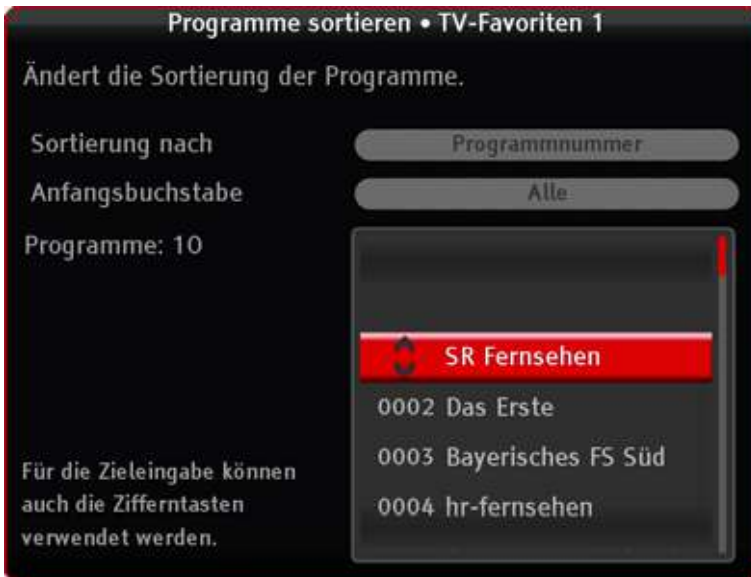 Programme sortieren • TV-Favoriten 1
Ändert die Sortierung der Programme.
Sortierung nach Programmnummer
Anfangsbuchstabe Alle
Programme: 10
SR Fernsehen
0002 Das Erste
0003 Bayerisches FS Süd
0004 hr-fernsehen
Für die Zieleingabe können
auch die Zifferntasten
verwendet werden.